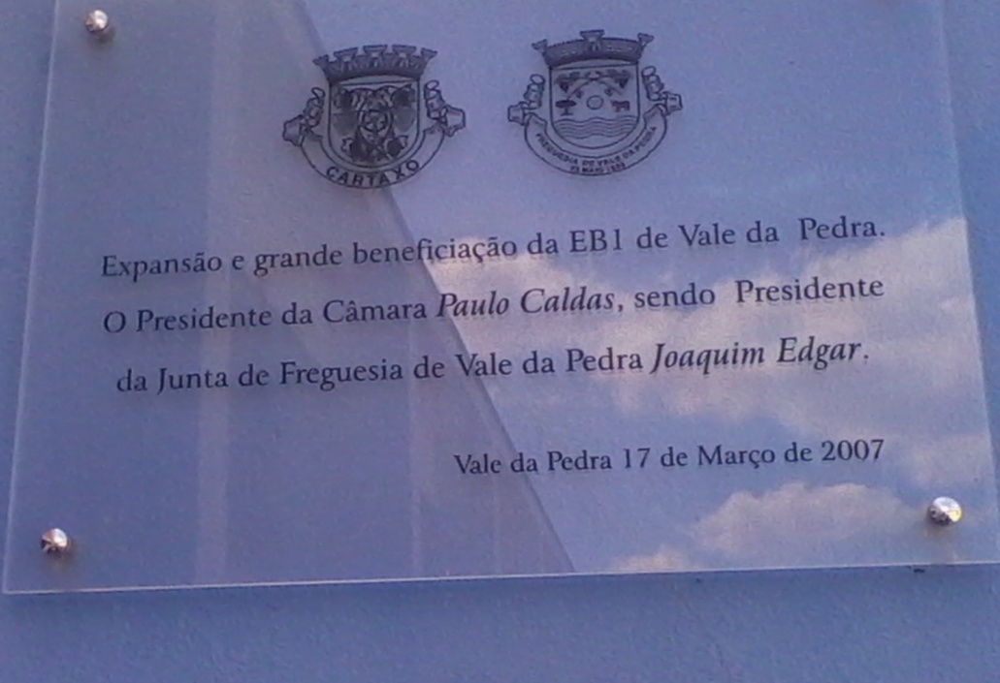 CARTAXO
FREGUESIA DE VALE DA PEDRA
Expansão e grande beneficiação da EB1 de Vale da Pedra.
O Presidente da Câmara Paulo Caldas, sendo Presidente
da Junta de Freguesia de Vale da Pedra Joaquim Edgar.
Vale da Pedra 17 de Março de 2007